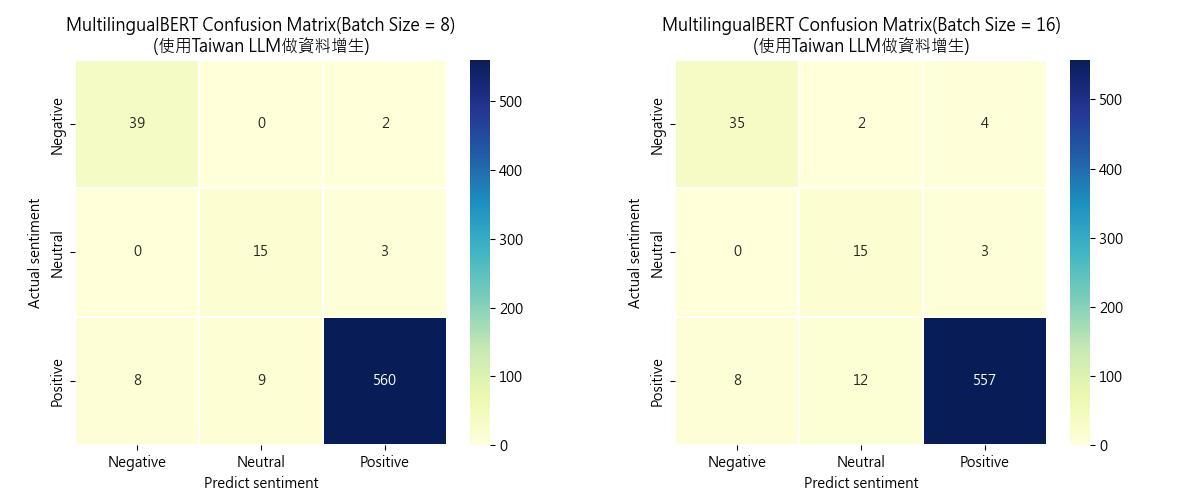 MultilingualBERT Confusion Matrix(Batch Size = 8)
(使用Taiwan LLM做資料增生)
Actual sentiment
Negative
39
0
2
Neutral
0
15
3
Positive
8
9
560
Negative
Neutral
Positive
Predict sentiment
500
400
300
200
100
0
MultilingualBERT Confusion Matrix(Batch Size = 16)
(使用Taiwan LLM做資料增生)
Actual sentiment
Negative
35
2
4
Neutral
0
15
3
Positive
8
12
557
Negative
Neutral
Positive
Predict sentiment
500
400
300
200
100
0